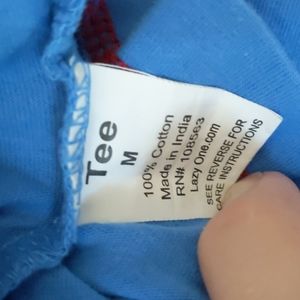 Tee
M
100% Cotton
Made in India
RN# 108563
Lazy One.com
SEE REVERSE FOR
CARE INSTRUCTIONS